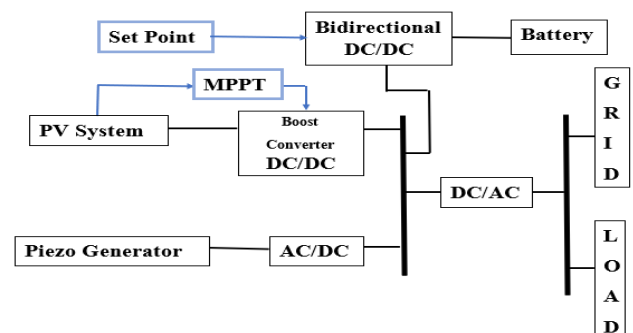 Set Point
Bidirectional
DC/DC
Battery
MPPT
PV System
Boost
Converter
DC/DC
Piezo Generator
AC/DC
DC/AC
G
R
I
D
L
O
A
D